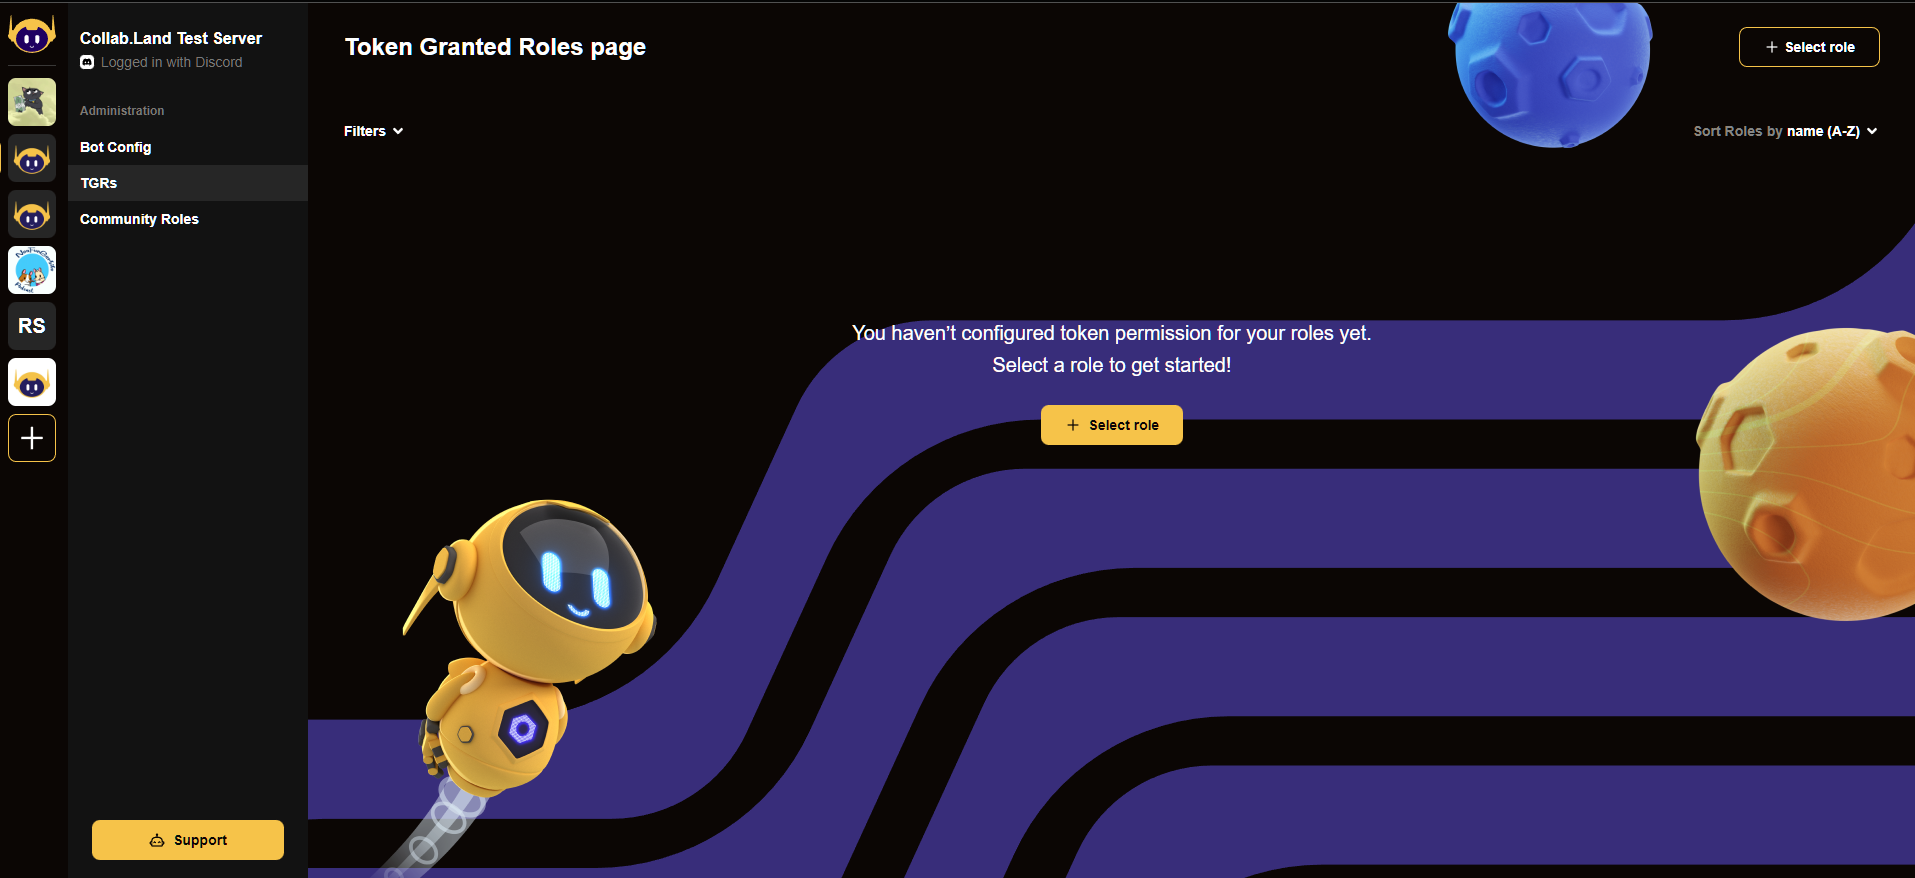 Collab.Land Test Server
Logged in with Discord
Administration
Bot Config
TGRs
Community Roles
RS
Support
Token Granted Roles page
Select role
Filters
Sort Roles by name (A-Z)
You haven’t configured token permission for your roles yet.
Select a role to get started!
Select role